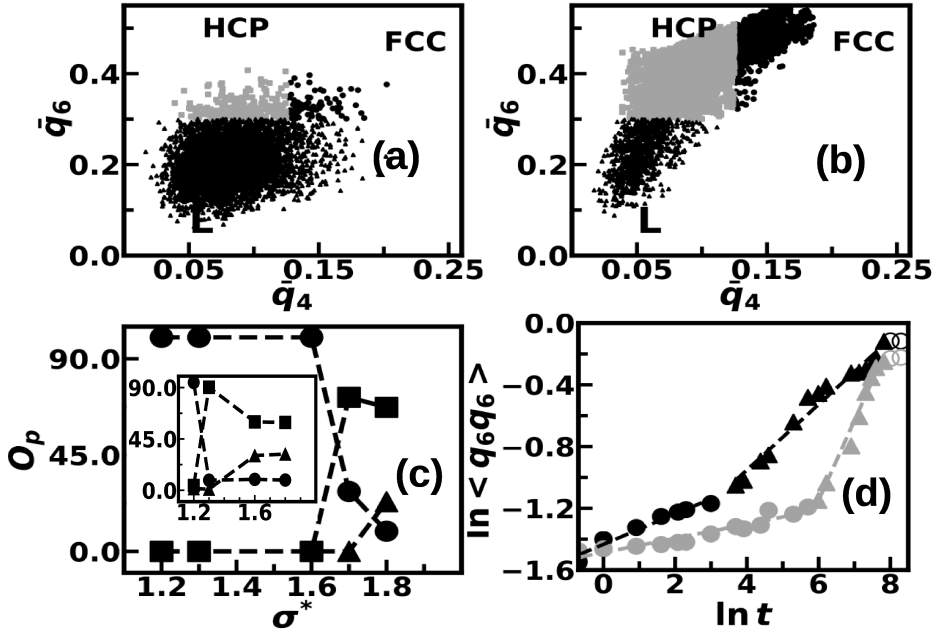 HCP
FCC
0.4
0.2
0.0
q̄6
(a)
L
0.05
0.15
0.25
q̄4
HCP
FCC
0.4
0.2
0.0
q̄6
(b)
L
0.05
0.15
0.25
q̄4
90.0
45.0
0.0
Op
90.0
45.0
0.0
1.2
1.6
(c)
1.2
1.4
1.6
1.8
σ*
0.0
−0.4
−0.8
−1.2
−1.6
ln < q6q6 >
(d)
0
2
4
6
8
ln t